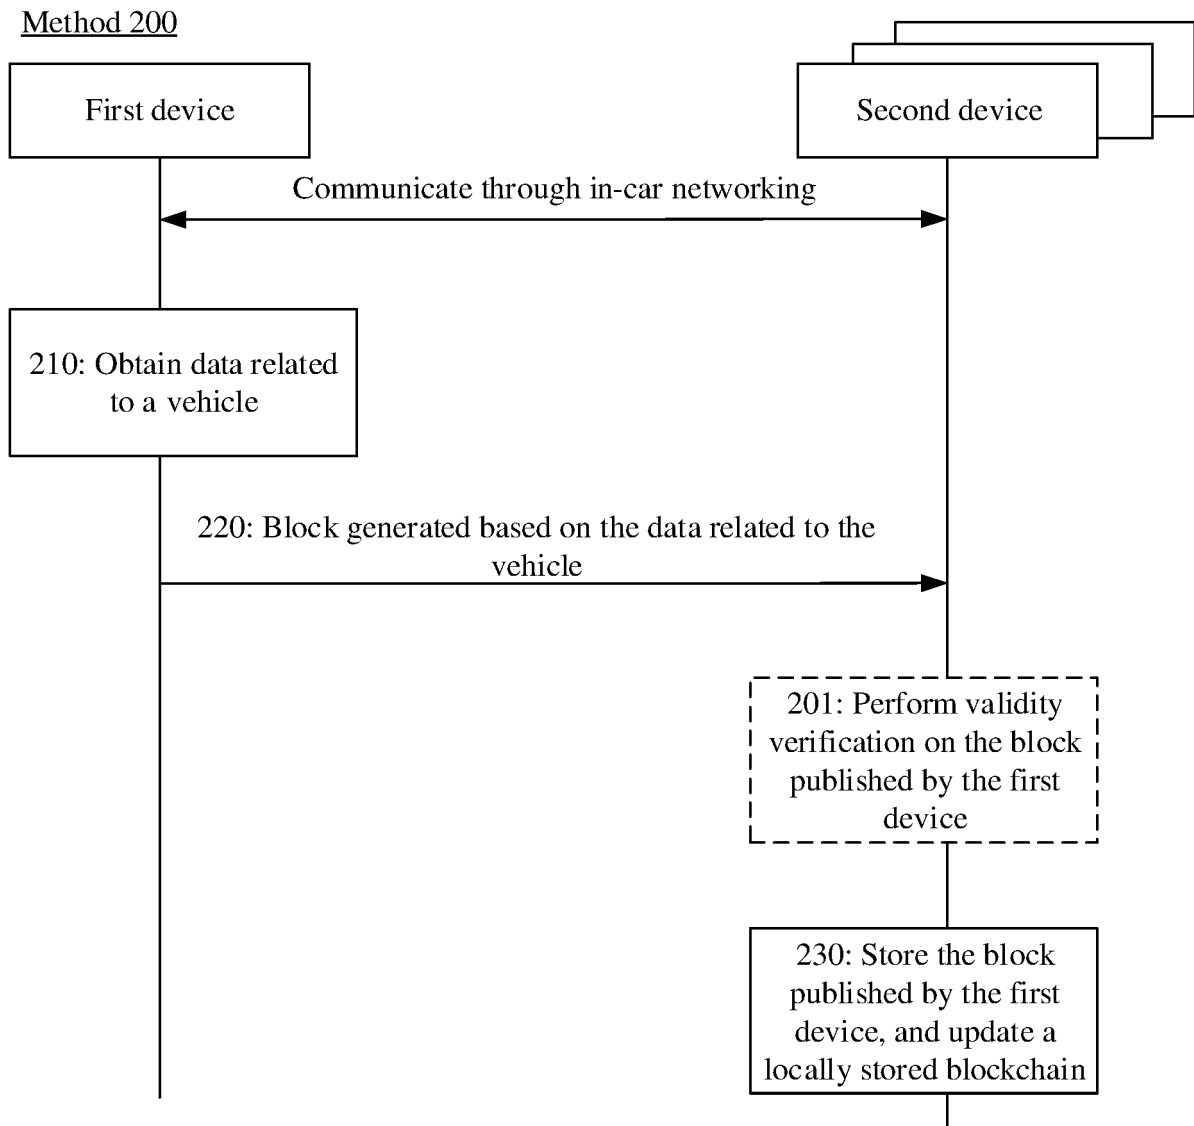 Method 200
First device
Second device
Communicate through in-car networking
210: Obtain data related
to a vehicle
220: Block generated based on the data related to the
vehicle
201: Perform validity
verification on the block
published by the first
device
230: Store the block
published by the first
device, and update a
locally stored blockchain